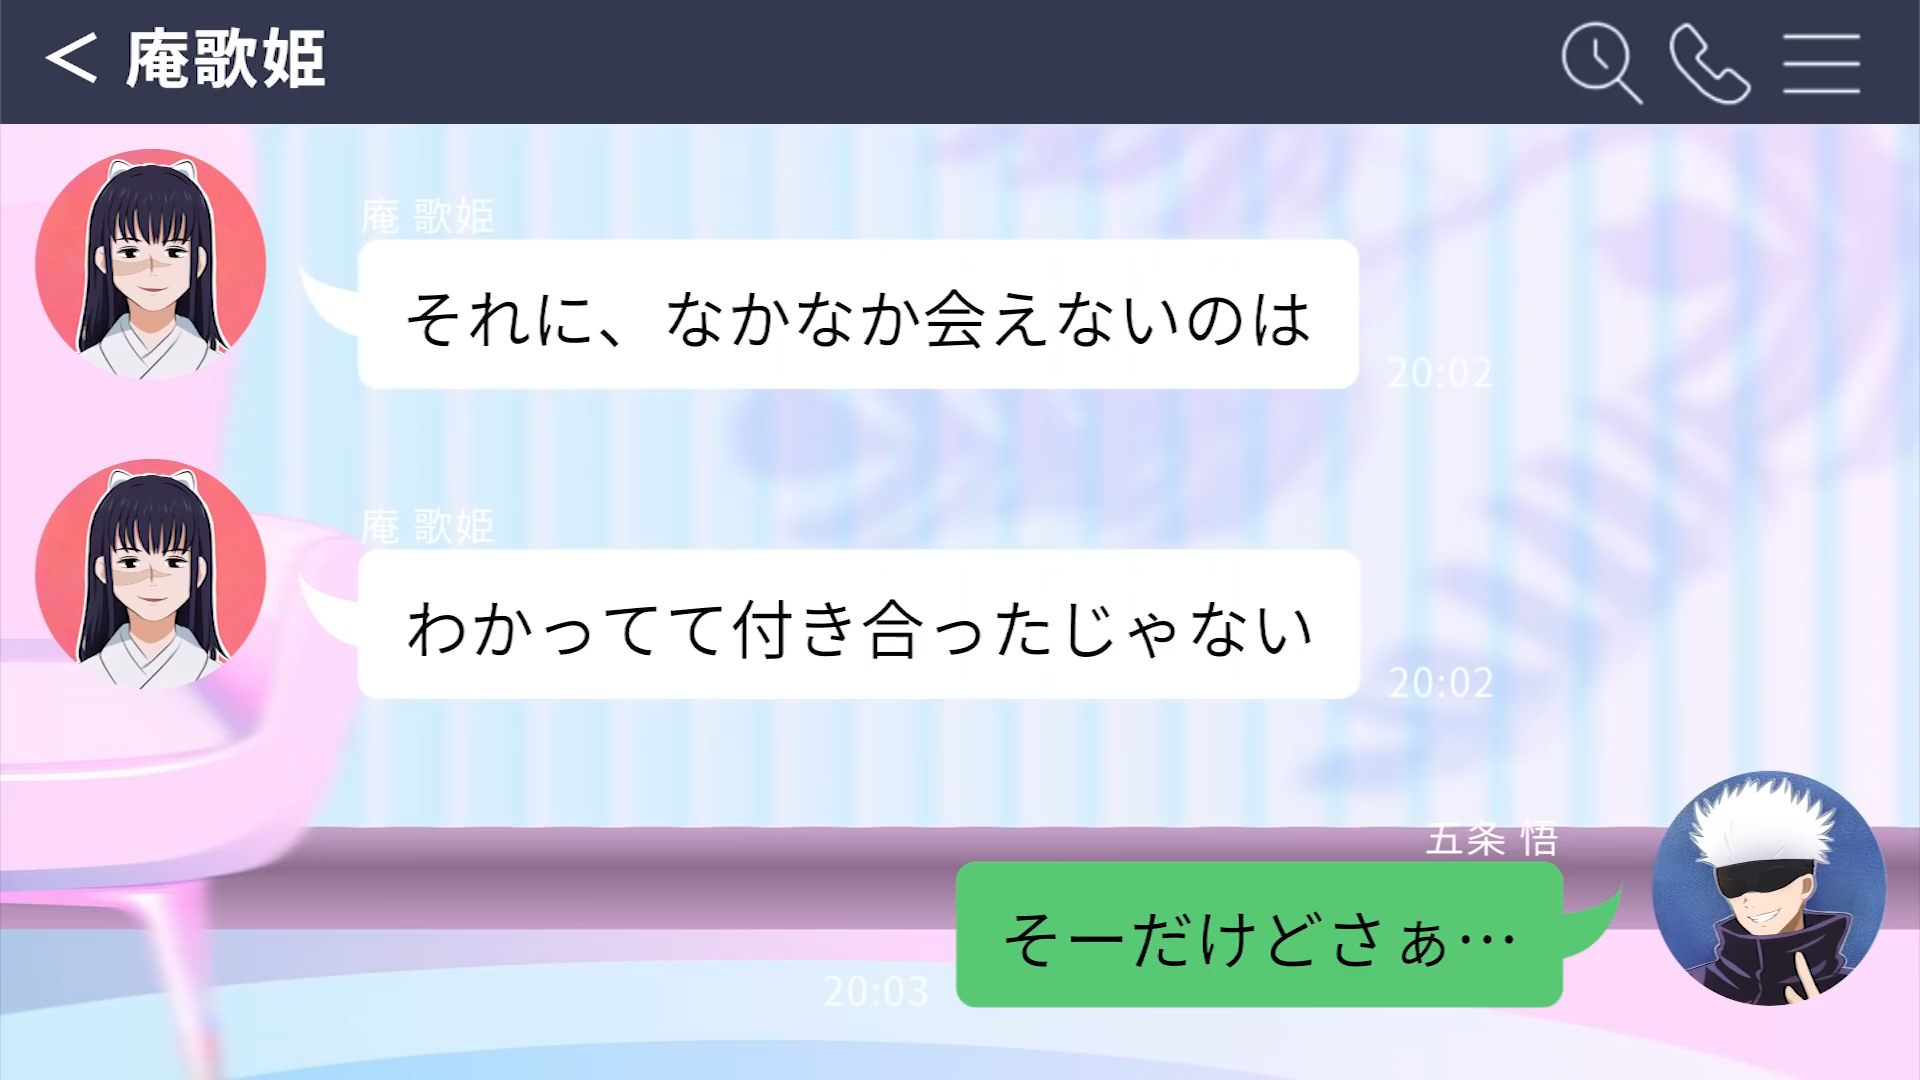 庵歌姫
庵 歌姫
それに、なかなか会えないのは
20:02
庵 歌姫
わかってて付き合ったじゃない
20:02
五条 悟
そーだけどさぁ…
20:03